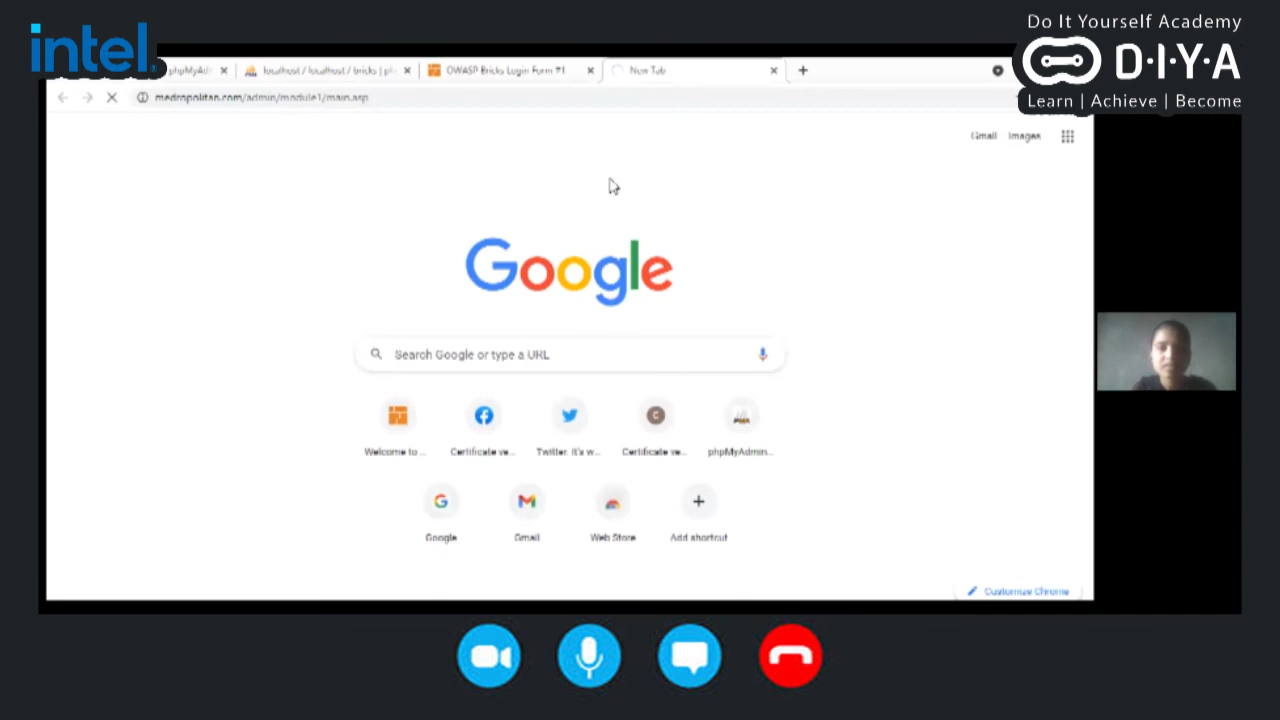 intel.
Do It Yourself Academy
D·I·Y·A
Learn | Achieve | Become
phpMyAd
localhost / localhost / bricks | ph
OWASP Bricks Login Form #1
New Tab
medropolitan.com/admin/module1/main.asp
Gmail Images
Google
Search Google or type a URL
Welcome to ...
Certificate ve...
Twitter. It's w...
Certificate ve...
phpMyAdmin...
Google
Gmail
Web Store
Add shortcut
Customize Chrome